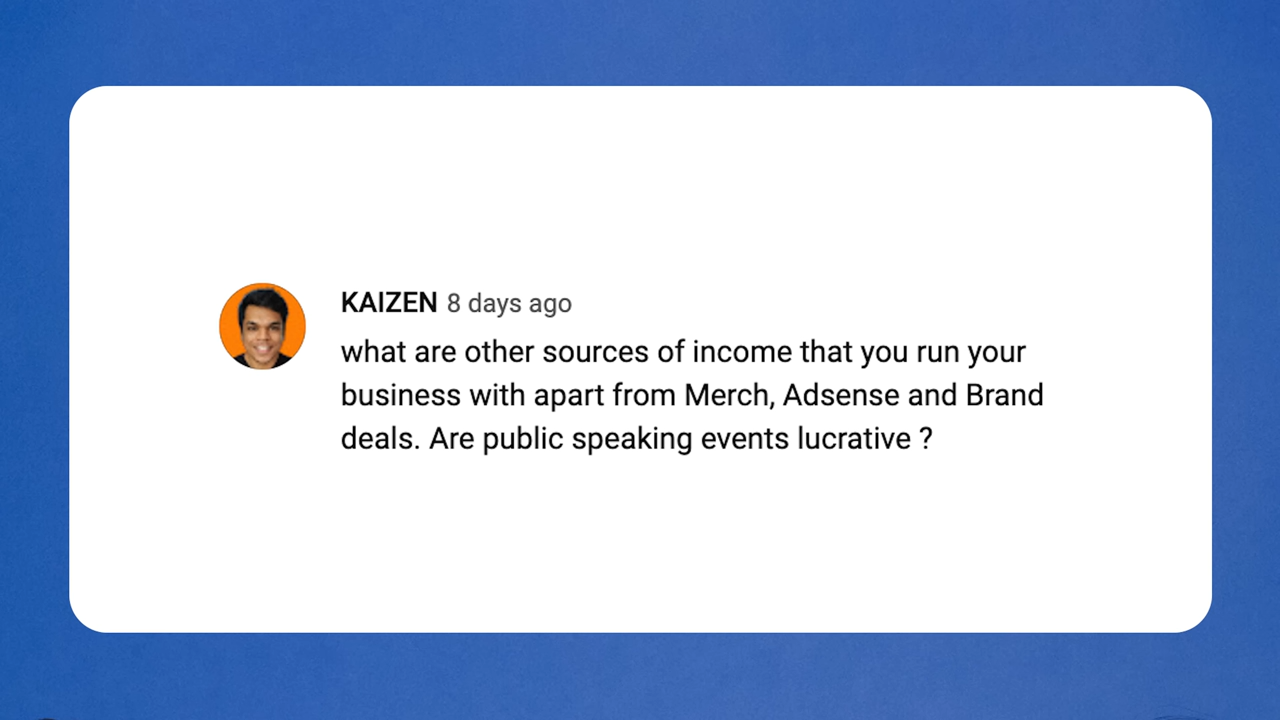 KAIZEN 8 days ago
what are other sources of income that you run your
business with apart from Merch, Adsense and Brand
deals. Are public speaking events lucrative ?